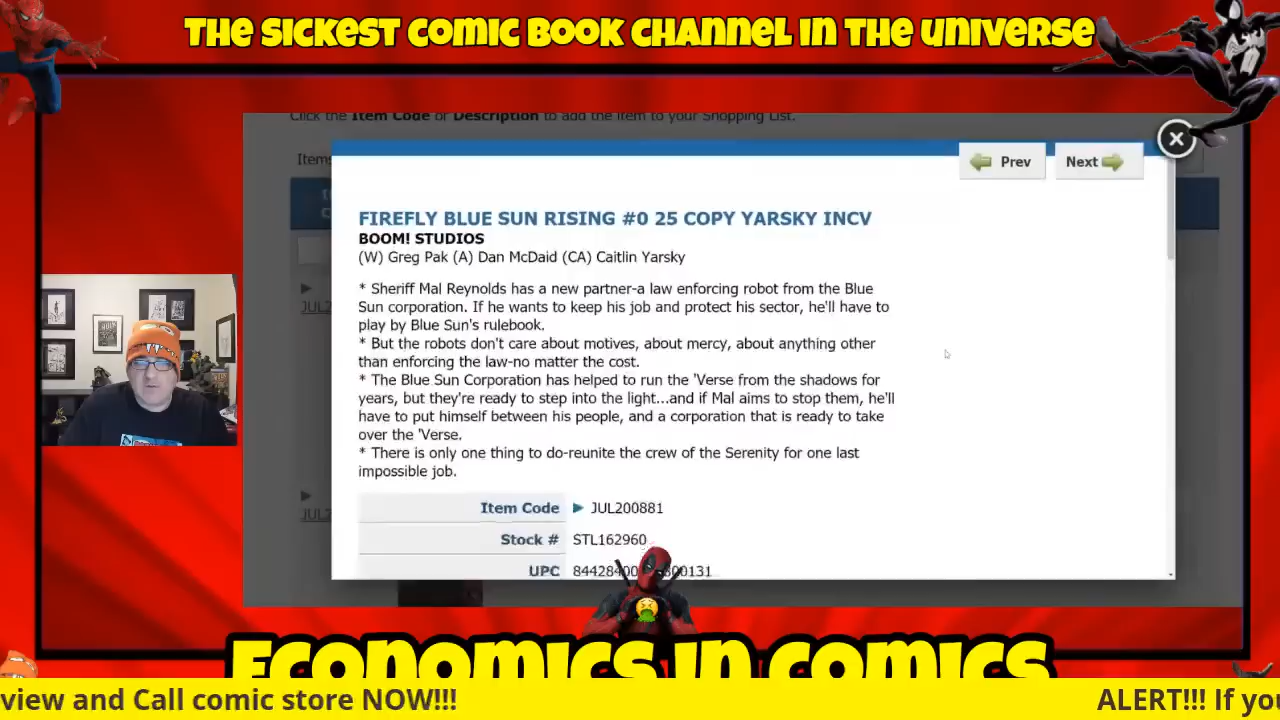 THE SICKEST COMIC BOOK CHANNEL IN THE UNIVERSE
Click the Item Code or Description to add the item to your Shopping List.
Items
Prev
Next
FIREFLY BLUE SUN RISING #0 25 COPY YARSKY INCV
BOOM! STUDIOS
(W) Greg Pak (A) Dan McDaid (CA) Caitlin Yarsky
* Sheriff Mal Reynolds has a new partner-a law enforcing robot from the Blue
Sun corporation. If he wants to keep his job and protect his sector, he'll have to
play by Blue Sun's rulebook.
* But the robots don't care about motives, about mercy, about anything other
than enforcing the law-no matter the cost.
* The Blue Sun Corporation has helped to run the 'Verse from the shadows for
years, but they're ready to step into the light...and if Mal aims to stop them, he'll
have to put himself between his people, and a corporation that is ready to take
over the 'Verse.
* There is only one thing to do-reunite the crew of the Serenity for one last
impossible job.
Item Code JUL200881
Stock # STL162960
UPC
ECONOMICS IN COMICS
view and Call comic store NOW!!!
ALERT!!! If you